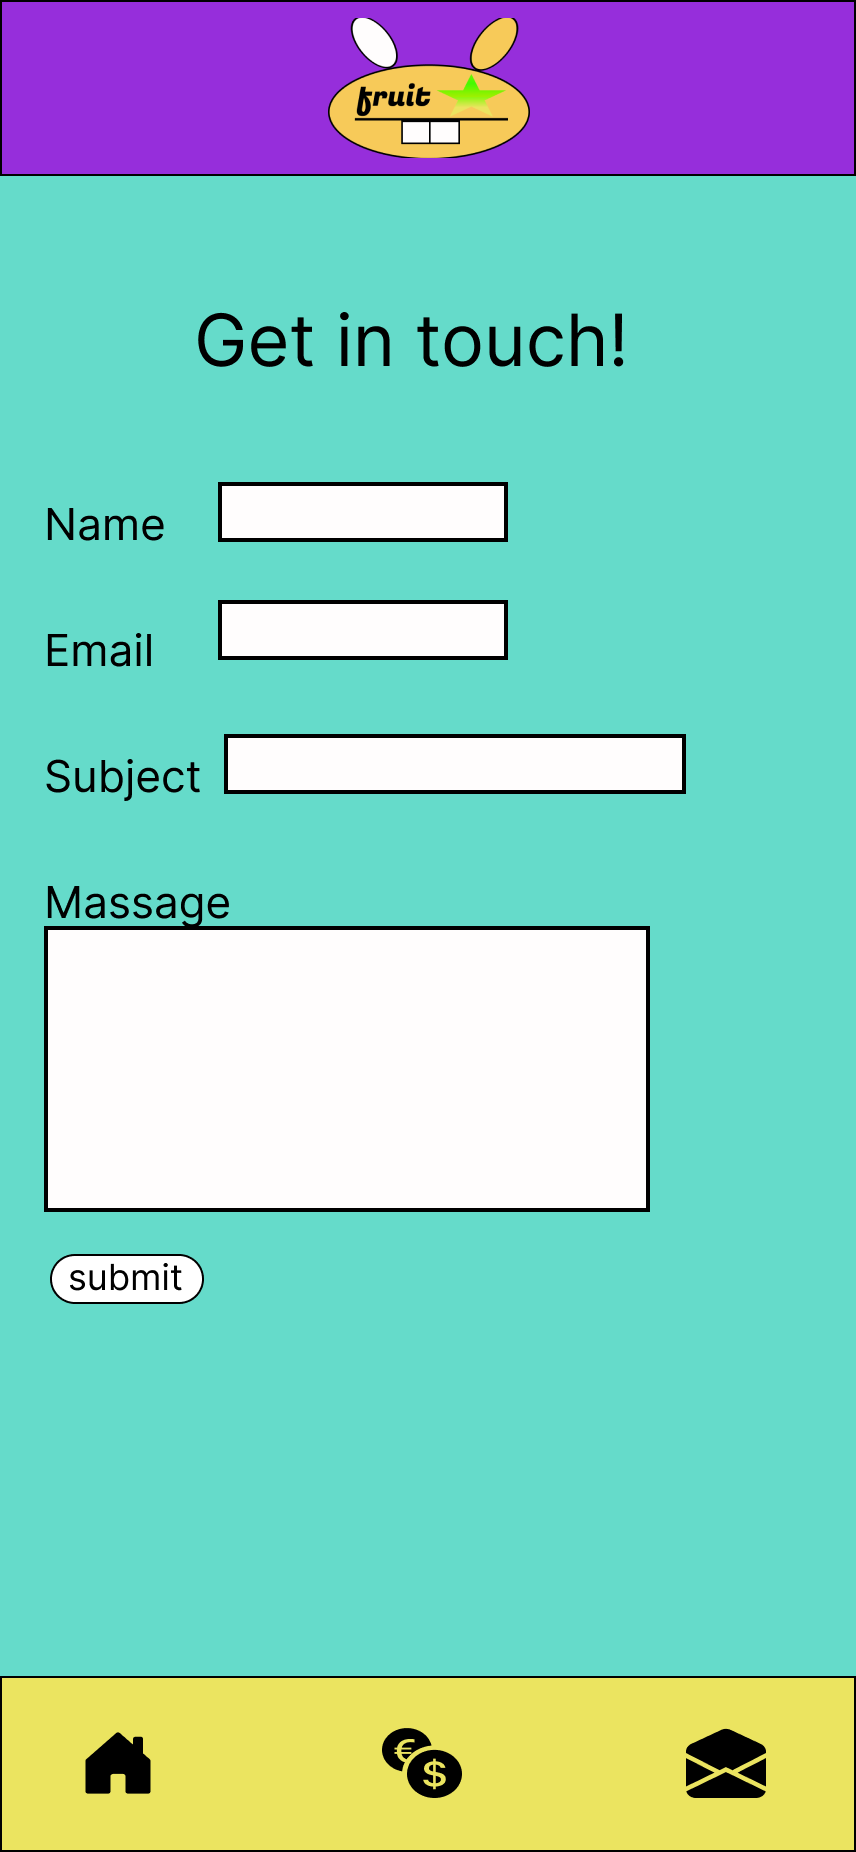 fruit
Get in touch!
Name
Email
Subject
Massage
submit
€
$